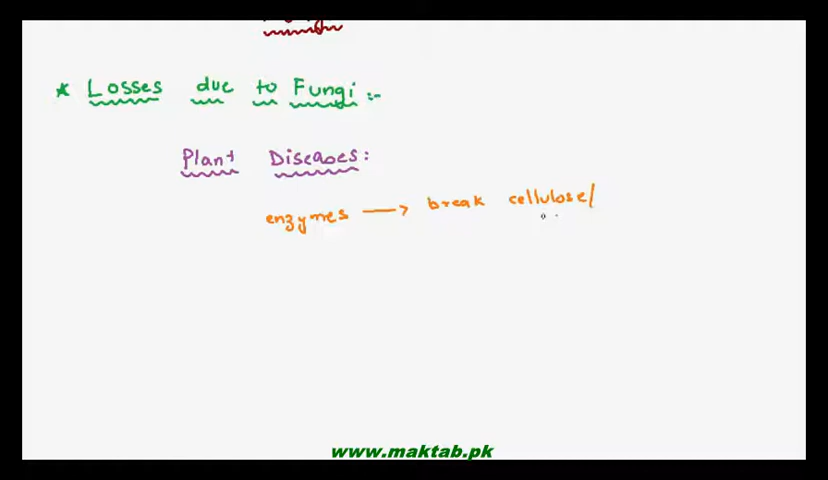 * Losses due to Fungi :-
Plant Diseases:
enzymes → break cellulose/
www.maktab.pk